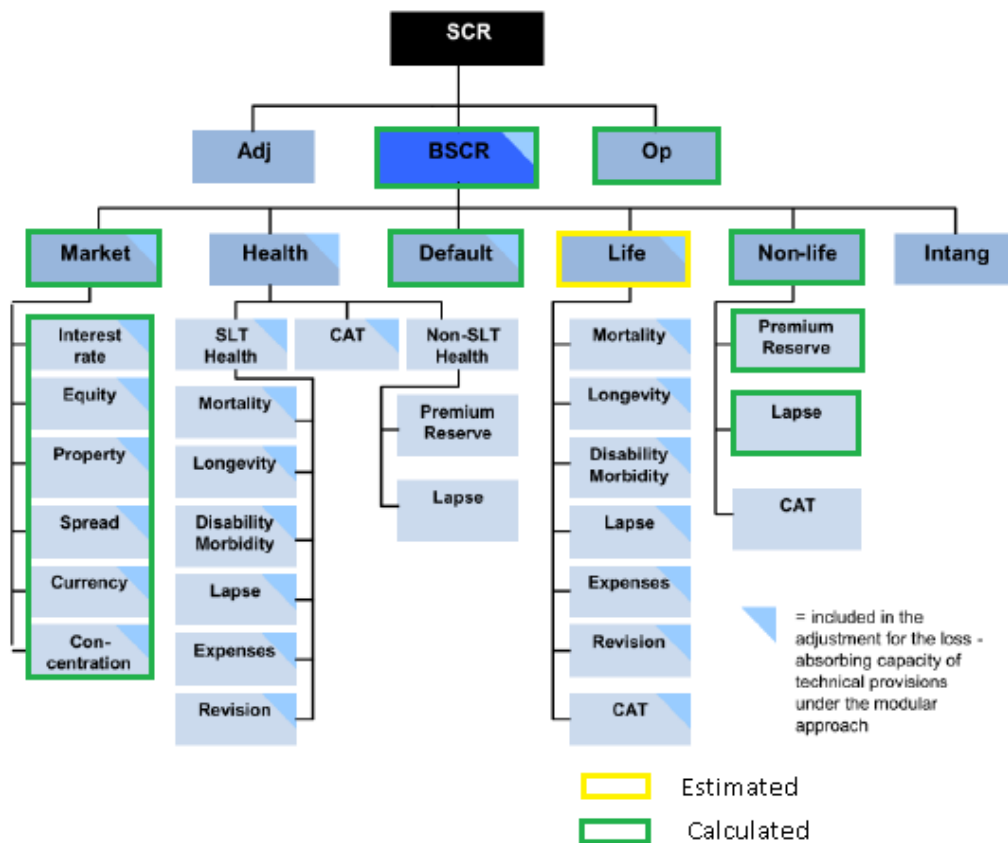 SCR
Adj
BSCR
Op
Market
Health
Default
Life
Non-life
Intang
Interest
rate
Equity
Property
Spread
Currency
Con-
centration
SLT
Health
CAT
Non-SLT
Health
Mortality
Longevity
Disability
Morbidity
Lapse
Expenses
Revision
Premium
Reserve
Lapse
Mortality
Longevity
Disability
Morbidity
Lapse
Expenses
Revision
CAT
Premium
Reserve
Lapse
CAT
= included in the
adjustment for the loss -
absorbing capacity of
technical provisions
under the modular
approach
Estimated
Calculated